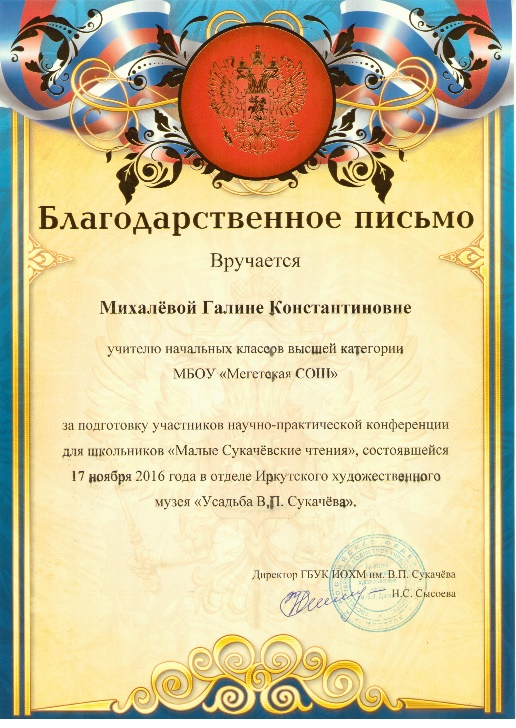 Благодарственное письмо
Вручается
Михалёвой Галине Константиновне
учителю начальных классов высшей категории
МБОУ «Мегетская СОШ»
за подготовку участников научно-практической конференции
для школьников «Малые Сукачёвские чтения», состоявшейся
17 ноября 2016 года в отделе Иркутского художественного
музея «Усадьба В.П. Сукачёва».
Директор ГБУК ИОХМ им. В.П. Сукачёва
Н.С. Сысоева